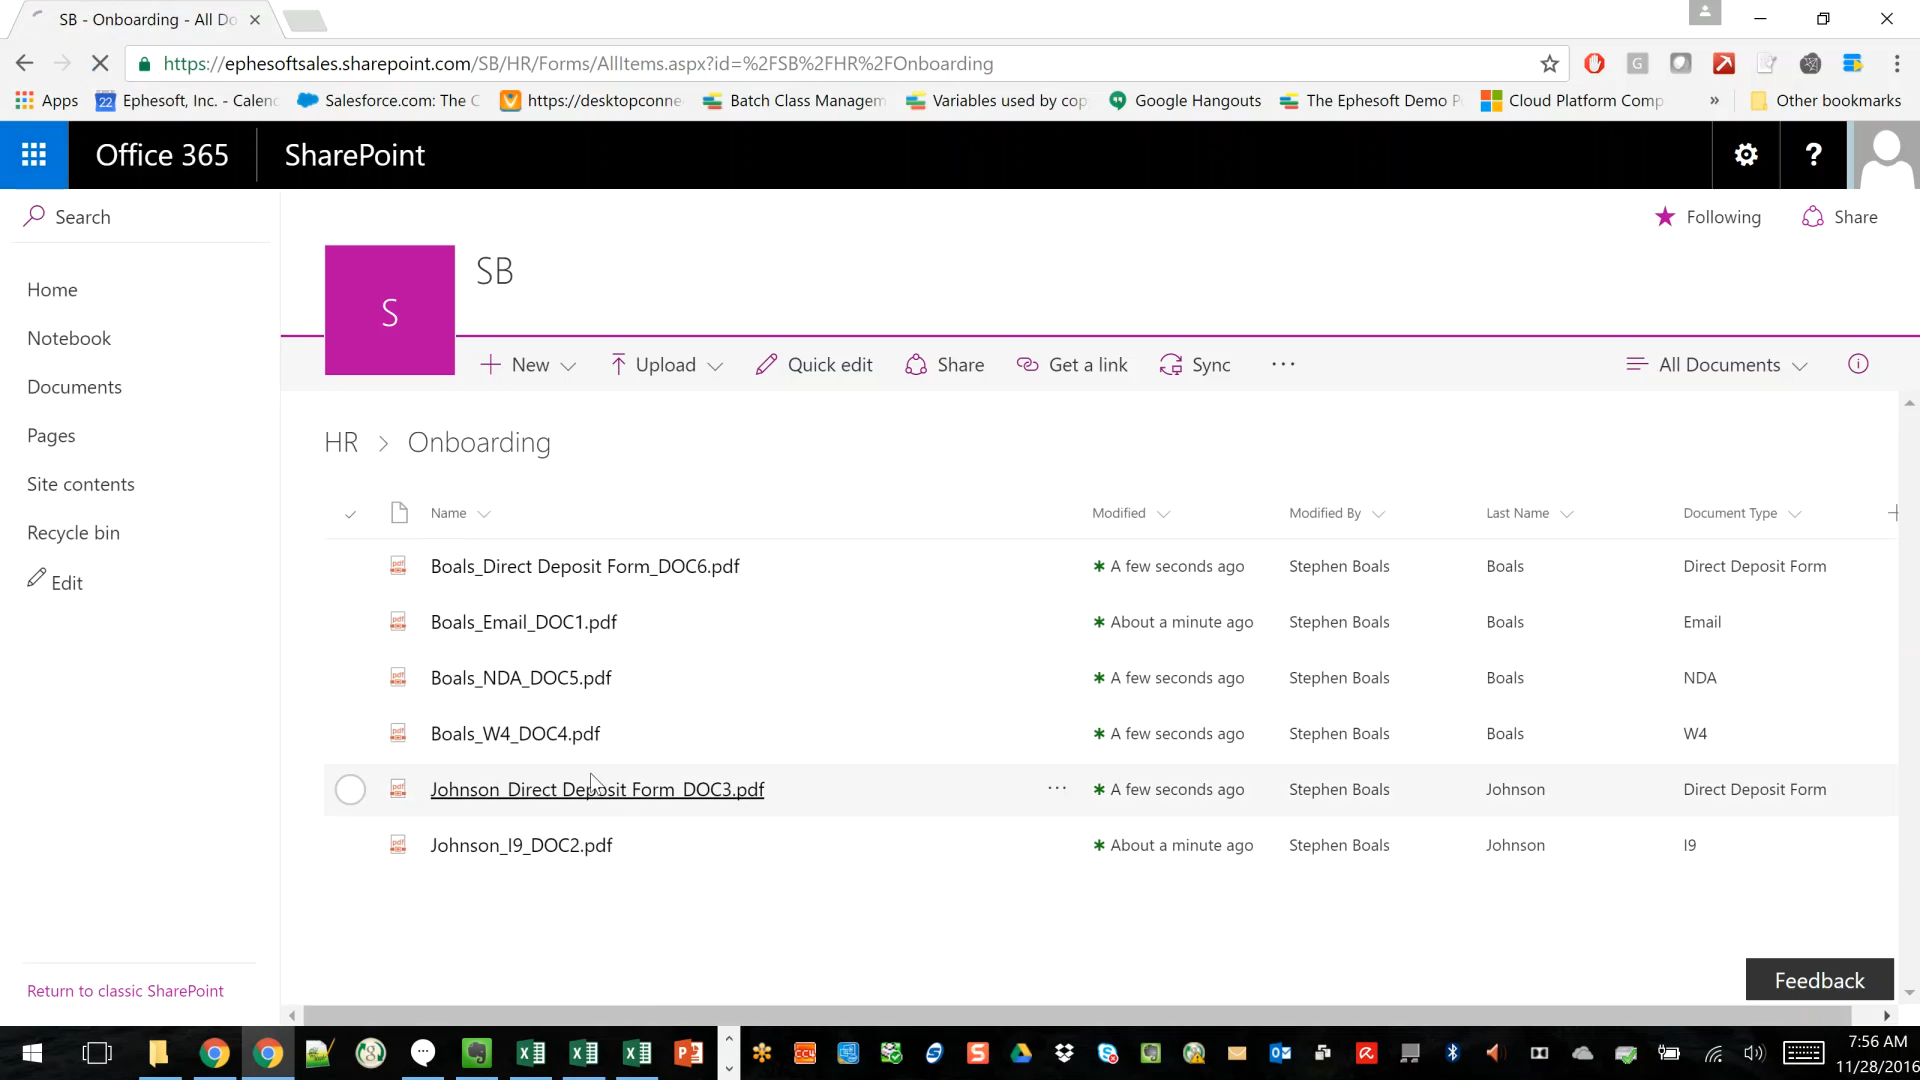 SB - Onboarding - All Do
https://ephesoftsales.sharepoint.com/SB/HR/Forms/AllItems.aspx?id=%2FSB%2FHR%2FOnboarding
Apps
22
Ephesoft, Inc. - Calenc
Salesforce.com: The C
https://desktopconne
Batch Class Managem
Variables used by cop
Google Hangouts
The Ephesoft Demo P
Cloud Platform Comp
»
Other bookmarks
Office 365
SharePoint
?
Search
Following
Share
S
SB
Home
Notebook
Documents
Pages
Site contents
Recycle bin
Edit
New
Upload
Quick edit
Share
Get a link
Sync
...
All Documents
HR > Onboarding
Name Modified Modified By Last Name Document Type
Boals_Direct Deposit Form_DOC6.pdf A few seconds ago Stephen Boals Boals Direct Deposit Form
Boals_Email_DOC1.pdf About a minute ago Stephen Boals Boals Email
Boals_NDA_DOC5.pdf A few seconds ago Stephen Boals Boals NDA
Boals_W4_DOC4.pdf A few seconds ago Stephen Boals Boals W4
Johnson_Direct Deposit Form_DOC3.pdf ... A few seconds ago Stephen Boals Johnson Direct Deposit Form
Johnson_I9_DOC2.pdf About a minute ago Stephen Boals Johnson I9
Return to classic SharePoint
Feedback
7:56 AM
11/28/2016